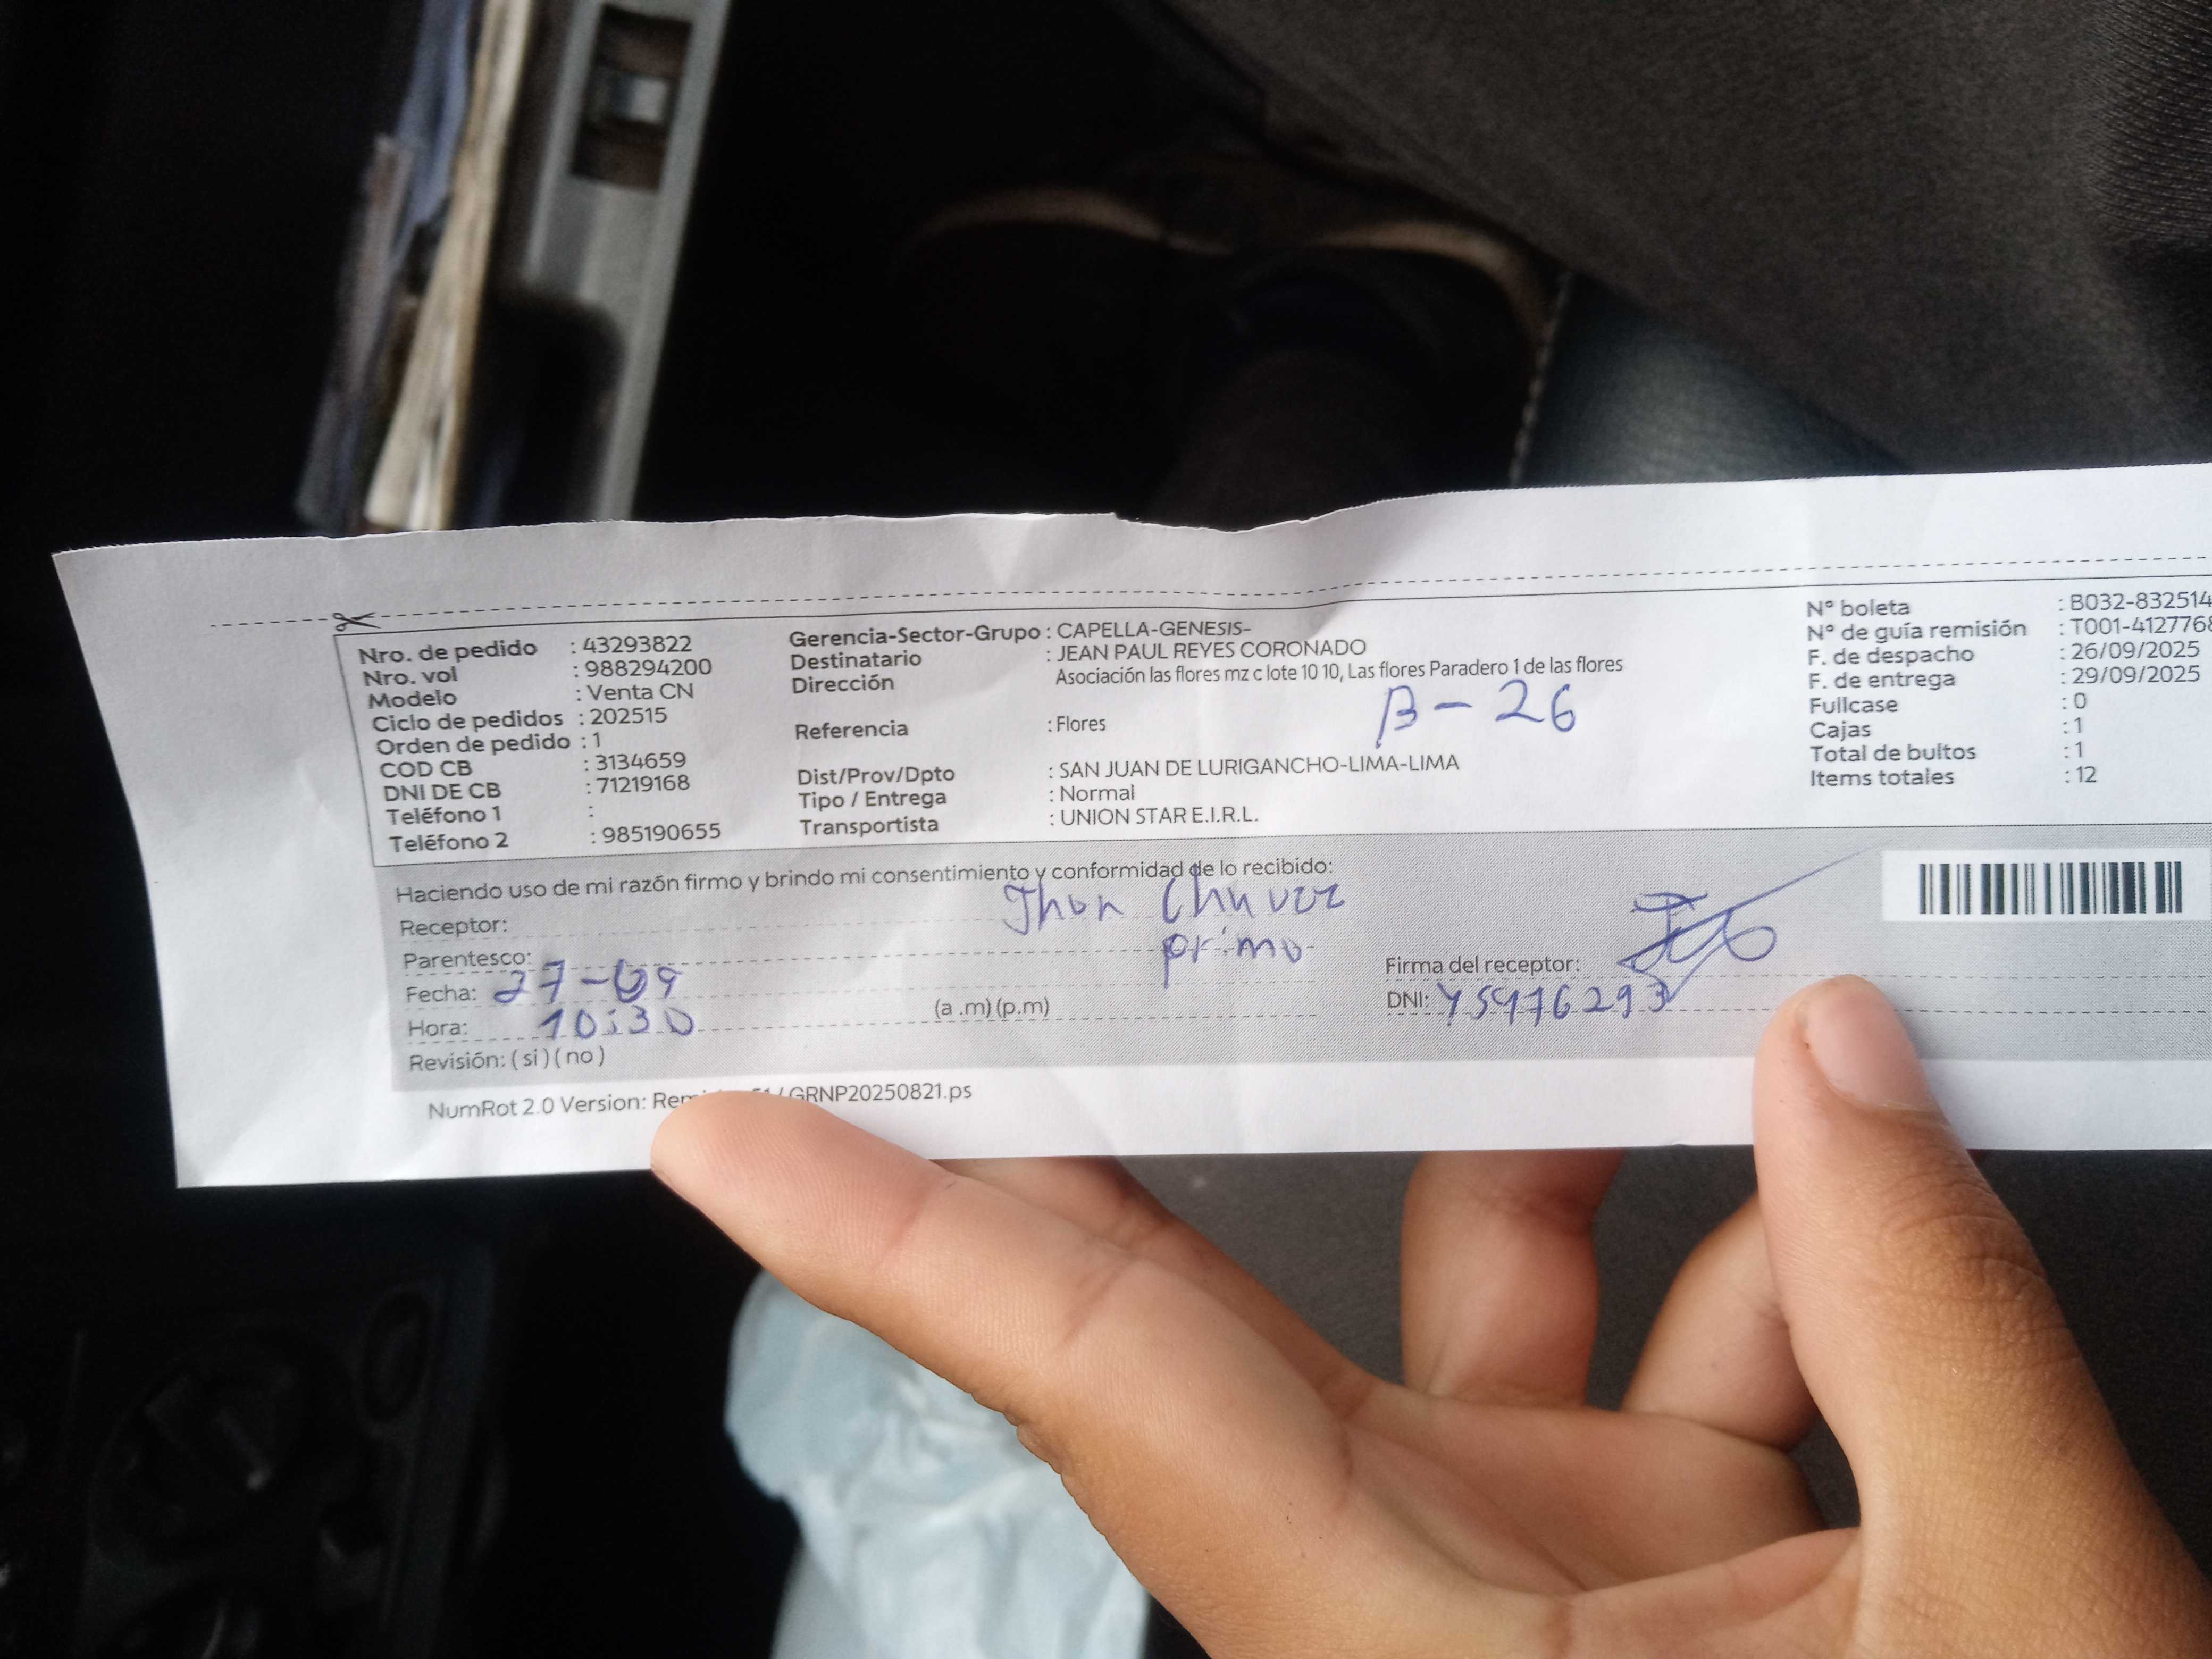 Nro. de pedido : 43293822
Nro. vol : 988294200
Modelo : Venta CN
Ciclo de pedidos : 202515
Orden de pedido : 1
COD CB : 3134659
DNI DE CB : 71219168
Teléfono 1 :
Teléfono 2 : 985190655
Gerencia-Sector-Grupo : CAPELLA-GENESIS-
Destinatario : JEAN PAUL REYES CORONADO
Dirección Asociación las flores mz c lote 10 10, Las flores Paradero 1 de las flores
B-26
Referencia : Flores
Dist/Prov/Dpto : SAN JUAN DE LURIGANCHO-LIMA-LIMA
Tipo / Entrega : Normal
Transportista : UNION STAR E.I.R.L.
N° boleta : B032-832514
N° de guía remisión : T001-4127768
F. de despacho : 26/09/2025
F. de entrega : 29/09/2025
Fullcase : 0
Cajas : 1
Total de bultos : 1
Items totales : 12
Haciendo uso de mi razón firmo y brindo mi consentimiento y conformidad de lo recibido:
Receptor: Jhon
Parentesco: primo
Fecha: 27-09
Hora: 10:30 (a .m) (p.m)
Revisión: ( si ) ( no )
Firma del receptor:
DNI:
NumRot 2.0 Version: GRNP20250821.ps